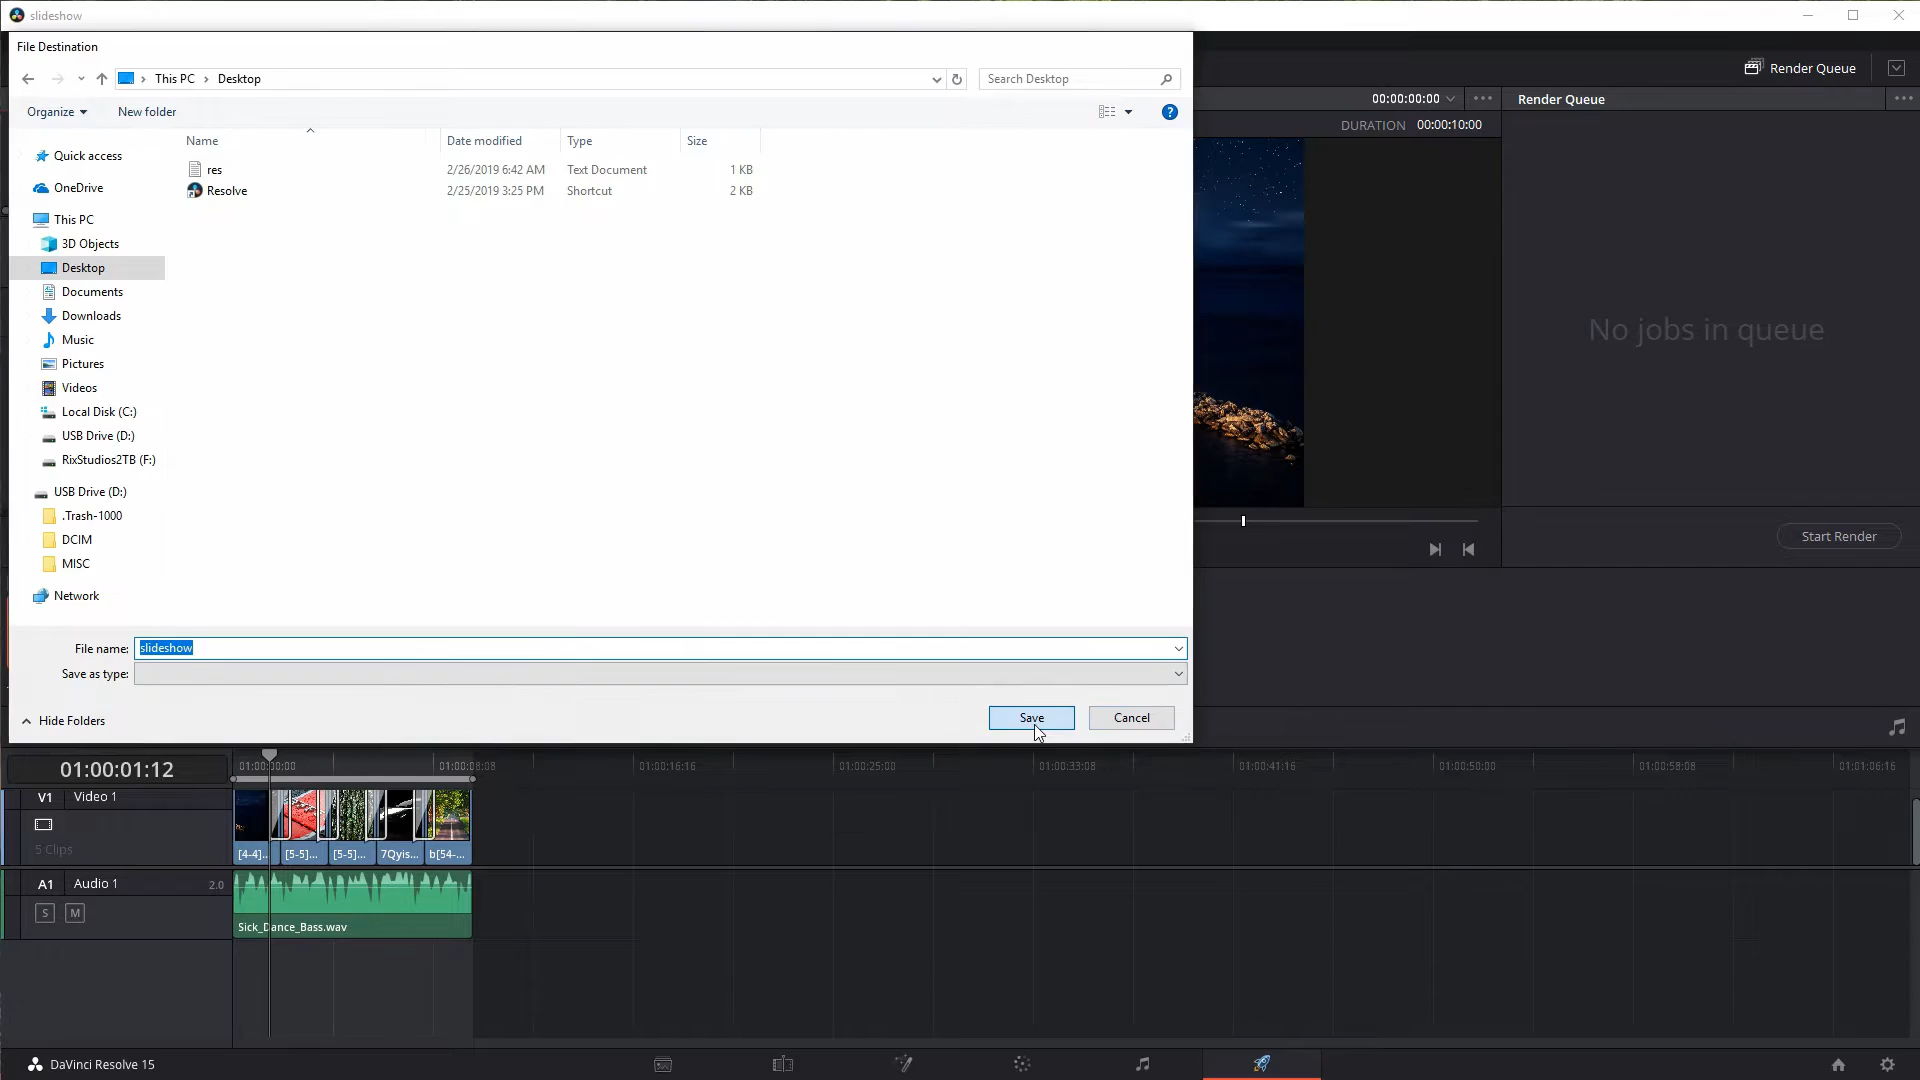 slideshow
File Destination
This PC
Desktop
Search Desktop
Organize
New folder
Name
Date modified
Type
Size
res
2/26/2019 6:42 AM
Text Document
1 KB
Resolve
2/25/2019 3:25 PM
Shortcut
2 KB
Quick access
OneDrive
This PC
3D Objects
Desktop
Documents
Downloads
Music
Pictures
Videos
Local Disk (C:)
USB Drive (D:)
RixStudios2TB (F:)
USB Drive (D:)
.Trash-1000
DCIM
MISC
Network
File name:
slideshow
Save as type:
Hide Folders
Save
Cancel
Render Queue
00:00:00:00
Render Queue
DURATION 00:00:10:00
No jobs in queue
Start Render
01:00:01:12
01:00:00:00
01:00:08:08
01:00:16:16
01:00:25:00
01:00:33:08
01:00:41:16
01:00:50:00
01:00:58:08
01:01:06:16
V1 Video 1
5 Clips
[4-4]...
[5-5]...
[5-5]...
7Qyis...
b[54-...
A1 Audio 1 2.0
S M
Sick_Dance_Bass.wav
DaVinci Resolve 15